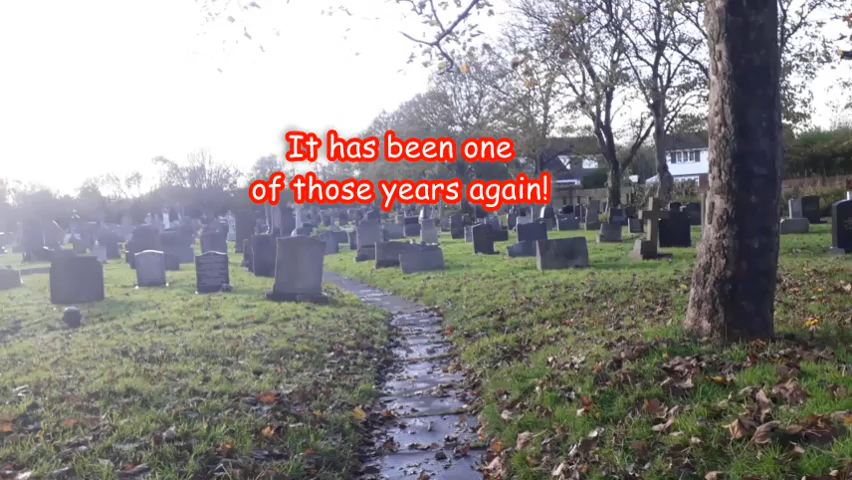 It has been one
of those years again!